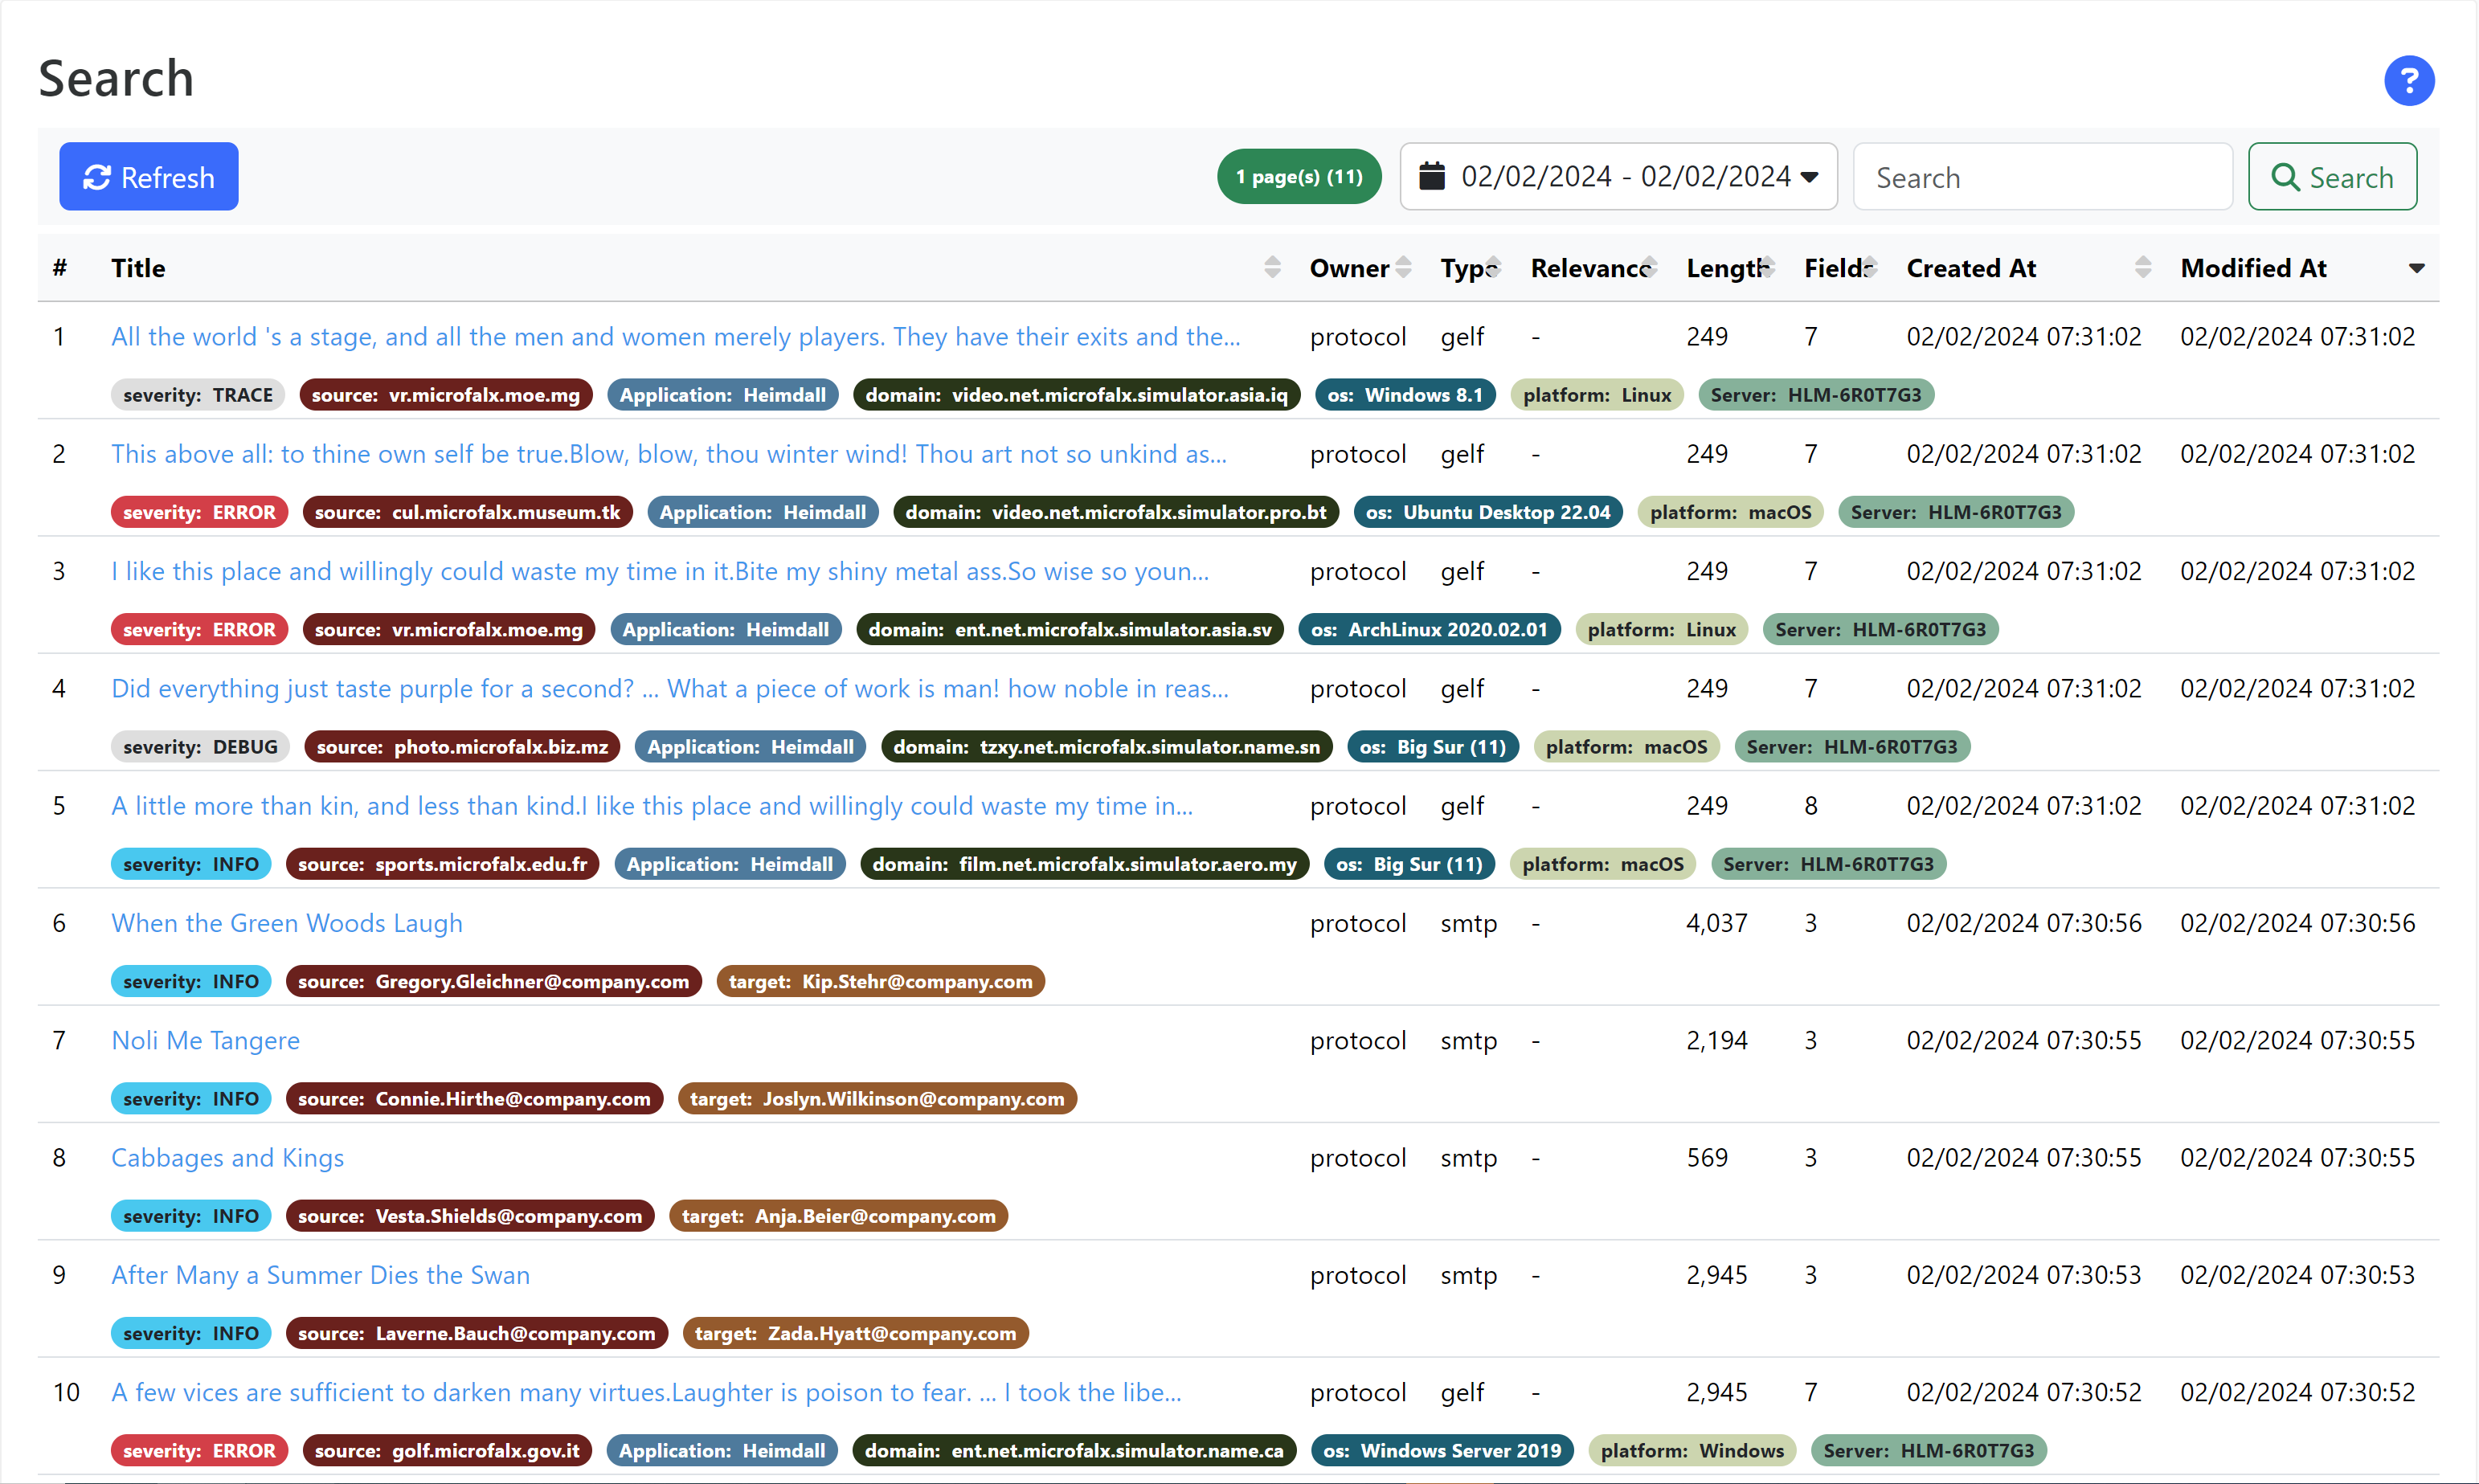 Search
?
Refresh 1 page(s) (11) 02/02/2024 - 02/02/2024 Search Search
# Title Owner Type Relevance Length Fields Created At Modified At
1 All the world 's a stage, and all the men and women merely players. They have their exits and the... protocol gelf - 249 7 02/02/2024 07:31:02 02/02/2024 07:31:02
severity: TRACE source: vr.microfalx.moe.mg Application: Heimdall domain: video.net.microfalx.simulator.asia.iq os: Windows 8.1 platform: Linux Server: HLM-6R0T7G3
2 This above all: to thine own self be true.Blow, blow, thou winter wind! Thou art not so unkind as... protocol gelf - 249 7 02/02/2024 07:31:02 02/02/2024 07:31:02
severity: ERROR source: cul.microfalx.museum.tk Application: Heimdall domain: video.net.microfalx.simulator.pro.bt os: Ubuntu Desktop 22.04 platform: macOS Server: HLM-6R0T7G3
3 I like this place and willingly could waste my time in it.Bite my shiny metal ass.So wise so youn... protocol gelf - 249 7 02/02/2024 07:31:02 02/02/2024 07:31:02
severity: ERROR source: vr.microfalx.moe.mg Application: Heimdall domain: ent.net.microfalx.simulator.asia.sv os: ArchLinux 2020.02.01 platform: Linux Server: HLM-6R0T7G3
4 Did everything just taste purple for a second? ... What a piece of work is man! how noble in reas... protocol gelf - 249 7 02/02/2024 07:31:02 02/02/2024 07:31:02
severity: DEBUG source: photo.microfalx.biz.mz Application: Heimdall domain: tzxy.net.microfalx.simulator.name.sn os: Big Sur (11) platform: macOS Server: HLM-6R0T7G3
5 A little more than kin, and less than kind.I like this place and willingly could waste my time in... protocol gelf - 249 8 02/02/2024 07:31:02 02/02/2024 07:31:02
severity: INFO source: sports.microfalx.edu.fr Application: Heimdall domain: film.net.microfalx.simulator.aero.my os: Big Sur (11) platform: macOS Server: HLM-6R0T7G3
6 When the Green Woods Laugh protocol smtp - 4,037 3 02/02/2024 07:30:56 02/02/2024 07:30:56
severity: INFO source: Gregory.Gleichner@company.com target: Kip.Stehr@company.com
7 Noli Me Tangere protocol smtp - 2,194 3 02/02/2024 07:30:55 02/02/2024 07:30:55
severity: INFO source: Connie.Hirthe@company.com target: Joslyn.Wilkinson@company.com
8 Cabbages and Kings protocol smtp - 569 3 02/02/2024 07:30:55 02/02/2024 07:30:55
severity: INFO source: Vesta.Shields@company.com target: Anja.Beier@company.com
9 After Many a Summer Dies the Swan protocol smtp - 2,945 3 02/02/2024 07:30:53 02/02/2024 07:30:53
severity: INFO source: Laverne.Bauch@company.com target: Zada.Hyatt@company.com
10 A few vices are sufficient to darken many virtues.Laughter is poison to fear. ... I took the libe... protocol gelf - 2,945 7 02/02/2024 07:30:52 02/02/2024 07:30:52
severity: ERROR source: golf.microfalx.gov.it Application: Heimdall domain: ent.net.microfalx.simulator.name.ca os: Windows Server 2019 platform: Windows Server: HLM-6R0T7G3